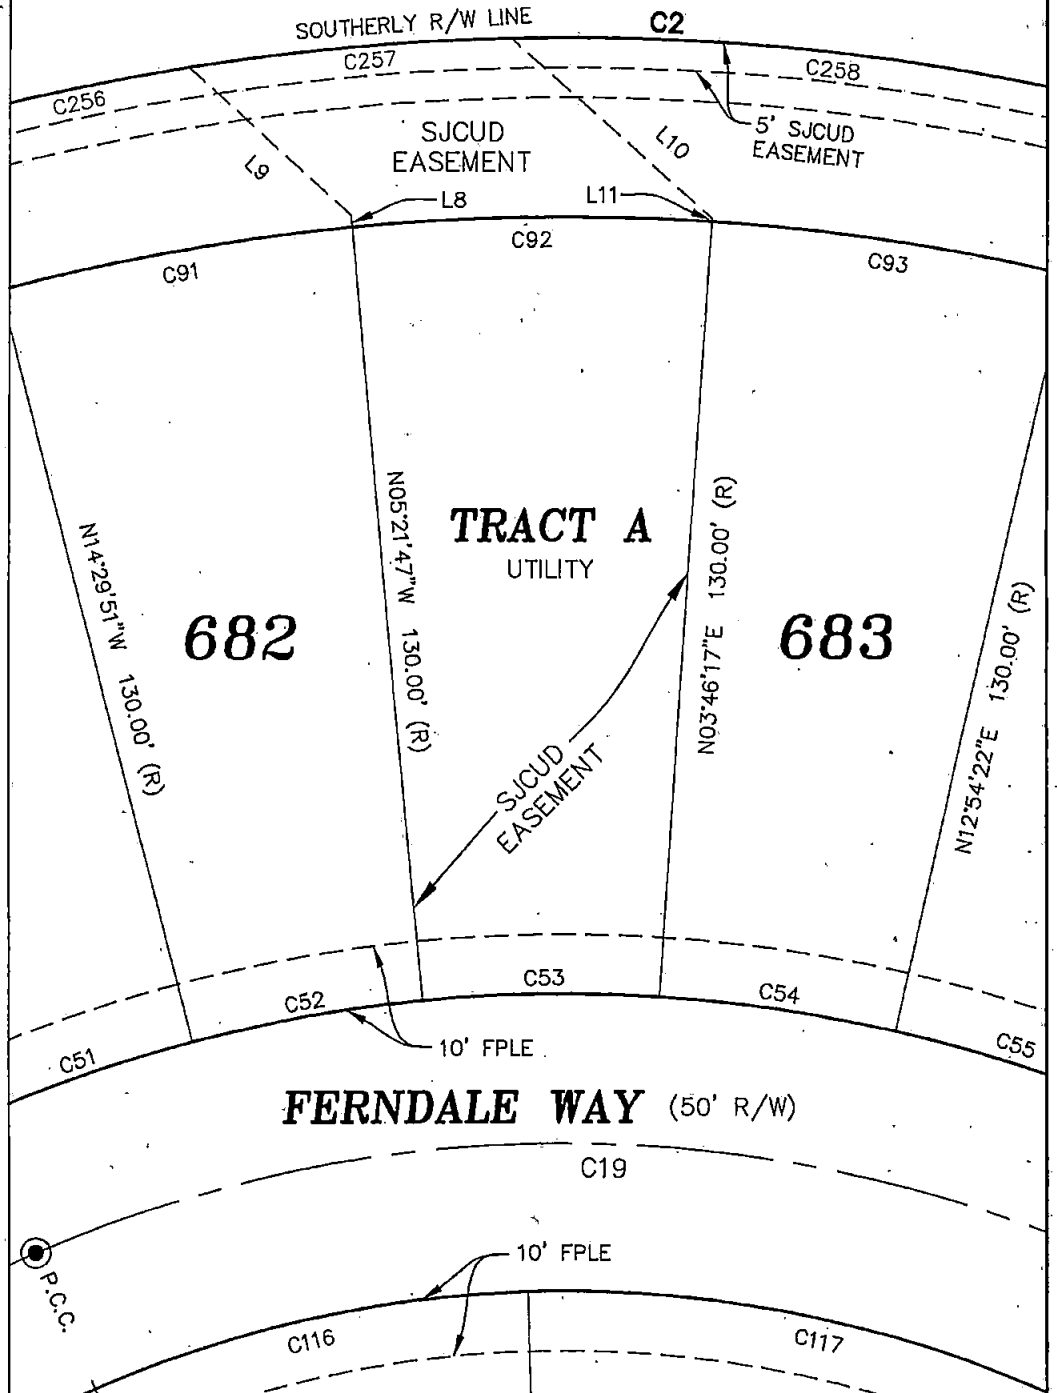 SOUTHERLY R/W LINE
C2
C256
C257
C258
L9
SJCUD
EASEMENT
L10
5' SJCUD
EASEMENT
L8
L11
C91
C92
C93
N14°29'51"W 130.00' (R)
N05°21'47"W 130.00' (R)
TRACT A
UTILITY
N03°46'17"E 130.00' (R)
N12°54'22"E 130.00' (R)
682
683
SJCUD
EASEMENT
C51
C52
C53
C54
C55
10' FPLE
FERNDALE WAY (50' R/W)
C19
P.C.C.
10' FPLE
C116
C117